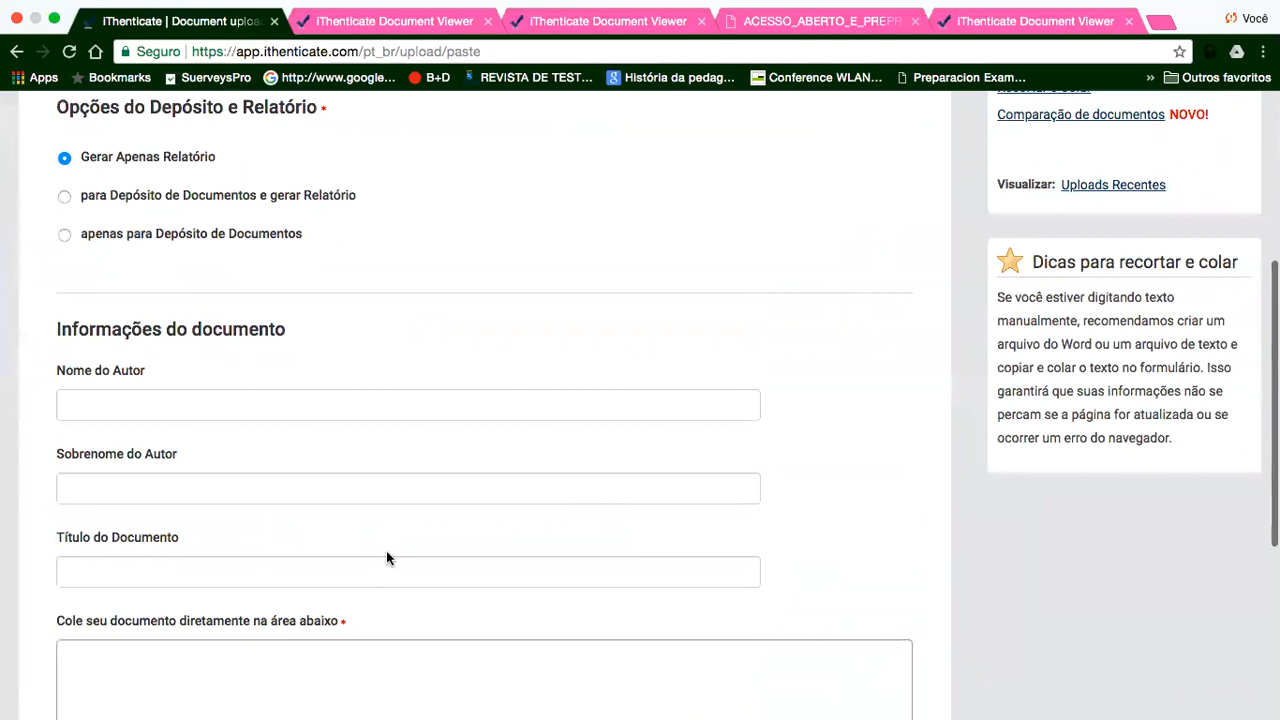 iThenticate | Document uploa
iThenticate Document Viewer
iThenticate Document Viewer
ACESSO_ABERTO_E_PREPR
iThenticate Document Viewer
Você
Seguro https://app.ithenticate.com/pt_br/upload/paste
Apps Bookmarks SuerveysPro http://www.google... B+D REVISTA DE TEST... História da pedag... Conference WLAN... Preparacion Exam... » Outros favoritos
Opções do Depósito e Relatório *
Gerar Apenas Relatório
para Depósito de Documentos e gerar Relatório
apenas para Depósito de Documentos
Informações do documento
Nome do Autor
Sobrenome do Autor
Título do Documento
Cole seu documento diretamente na área abaixo *
Comparação de documentos NOVO!
Visualizar: Uploads Recentes
Dicas para recortar e colar
Se você estiver digitando texto
manualmente, recomendamos criar um
arquivo do Word ou um arquivo de texto e
copiar e colar o texto no formulário. Isso
garantirá que suas informações não se
percam se a página for atualizada ou se
ocorrer um erro do navegador.